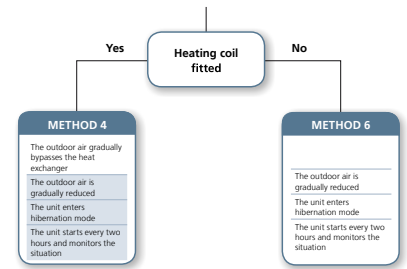 Yes
Heating coil
fitted
No
METHOD 4
The outdoor air gradually
bypasses the heat
exchanger
The outdoor air is
gradually reduced
The unit enters
hibernation mode
The unit starts every two
hours and monitors the
situation
METHOD 6
The outdoor air is
gradually reduced
The unit enters
hibernation mode
The unit starts every two
hours and monitors the
situation